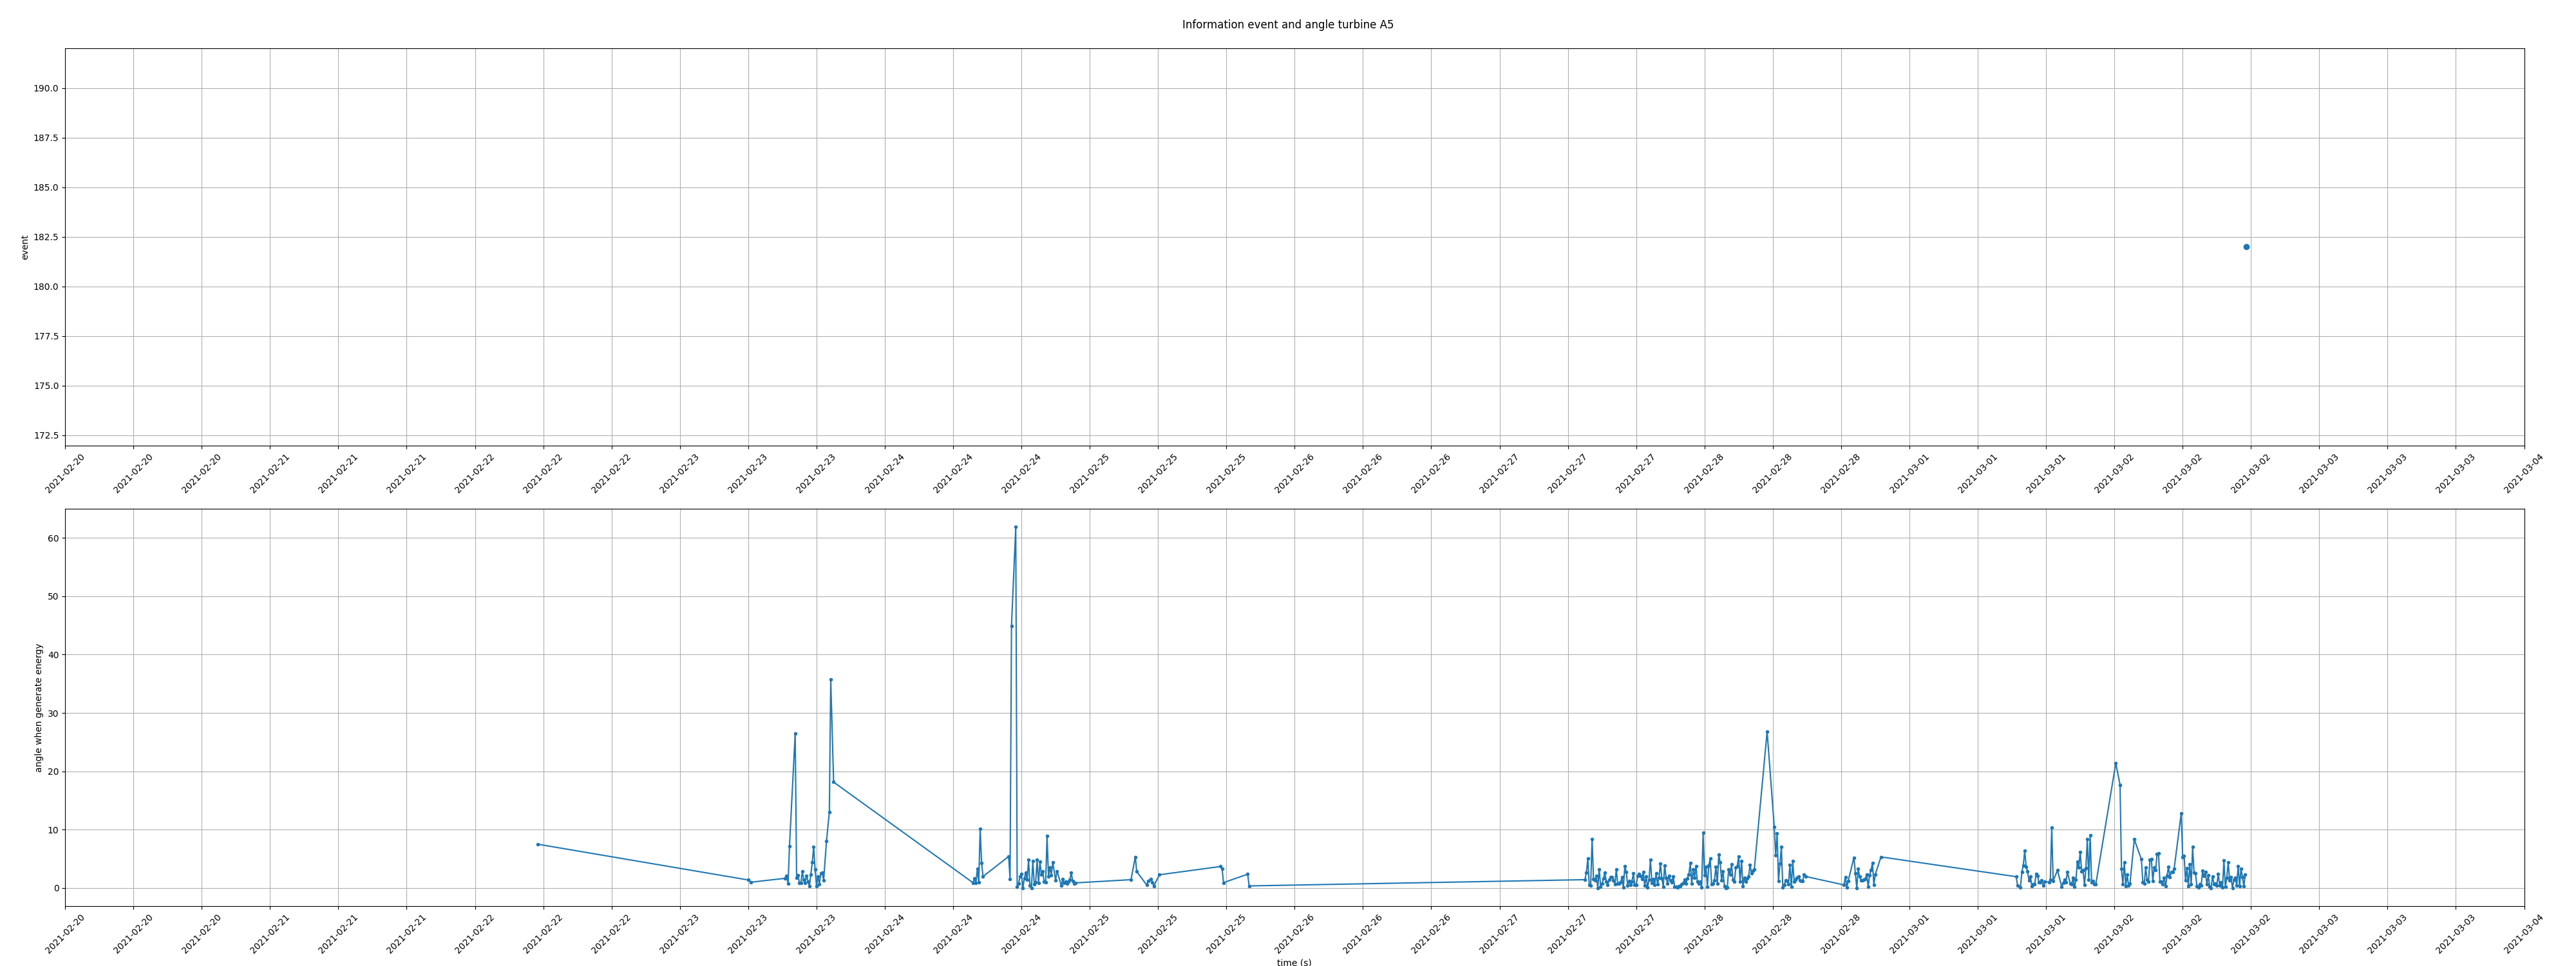 Information event and angle turbine A5
190.0
187.5
185.0
182.5
180.0
177.5
175.0
172.5
event
2021-02-20 2021-02-20 2021-02-20 2021-02-21 2021-02-21 2021-02-21 2021-02-22 2021-02-22 2021-02-22 2021-02-23 2021-02-23 2021-02-23 2021-02-24 2021-02-24 2021-02-24 2021-02-25 2021-02-25 2021-02-25 2021-02-26 2021-02-26 2021-02-26 2021-02-27 2021-02-27 2021-02-27 2021-02-28 2021-02-28 2021-02-28 2021-03-01 2021-03-01 2021-03-01 2021-03-02 2021-03-02 2021-03-02 2021-03-03 2021-03-03 2021-03-03 2021-03-04
60
50
40
30
20
10
0
angle when generate energy
2021-02-20 2021-02-20 2021-02-20 2021-02-21 2021-02-21 2021-02-21 2021-02-22 2021-02-22 2021-02-22 2021-02-23 2021-02-23 2021-02-23 2021-02-24 2021-02-24 2021-02-24 2021-02-25 2021-02-25 2021-02-25 2021-02-26 2021-02-26 2021-02-26 2021-02-27 2021-02-27 2021-02-27 2021-02-28 2021-02-28 2021-02-28 2021-03-01 2021-03-01 2021-03-01 2021-03-02 2021-03-02 2021-03-02 2021-03-03 2021-03-03 2021-03-03 2021-03-04
time (s)